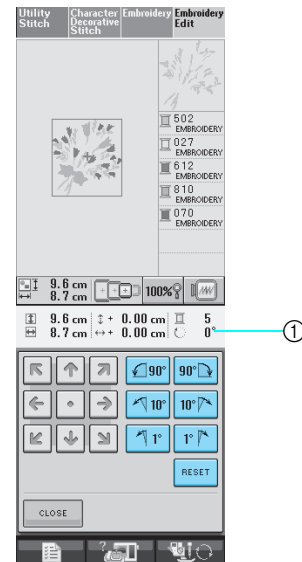 Utility Stitch
Character Decorative Stitch
Embroidery
Embroidery Edit
502
EMBROIDERY
027
EMBROIDERY
612
EMBROIDERY
810
EMBROIDERY
070
EMBROIDERY
9.6 cm
8.7 cm
100%
9.6 cm + 0.00 cm 5
8.7 cm + 0.00 cm 0°
1
90° 90°
10° 10°
1° 1°
RESET
CLOSE
?